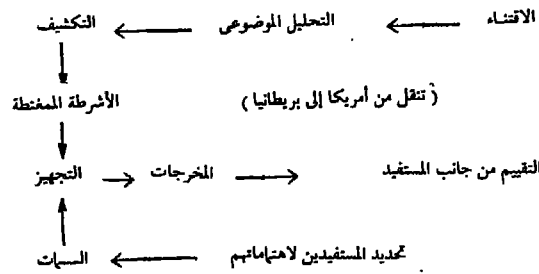 الاقتناء التحليل الموضوعى التكشيف
( تنقل من أمريكا إلى بريطانيا ) الأشرطة الممغنطة
التقييم من جانب المستفيد المخرجات التجهيز
تحديد المستفيدين لاهتماماتهم السمات